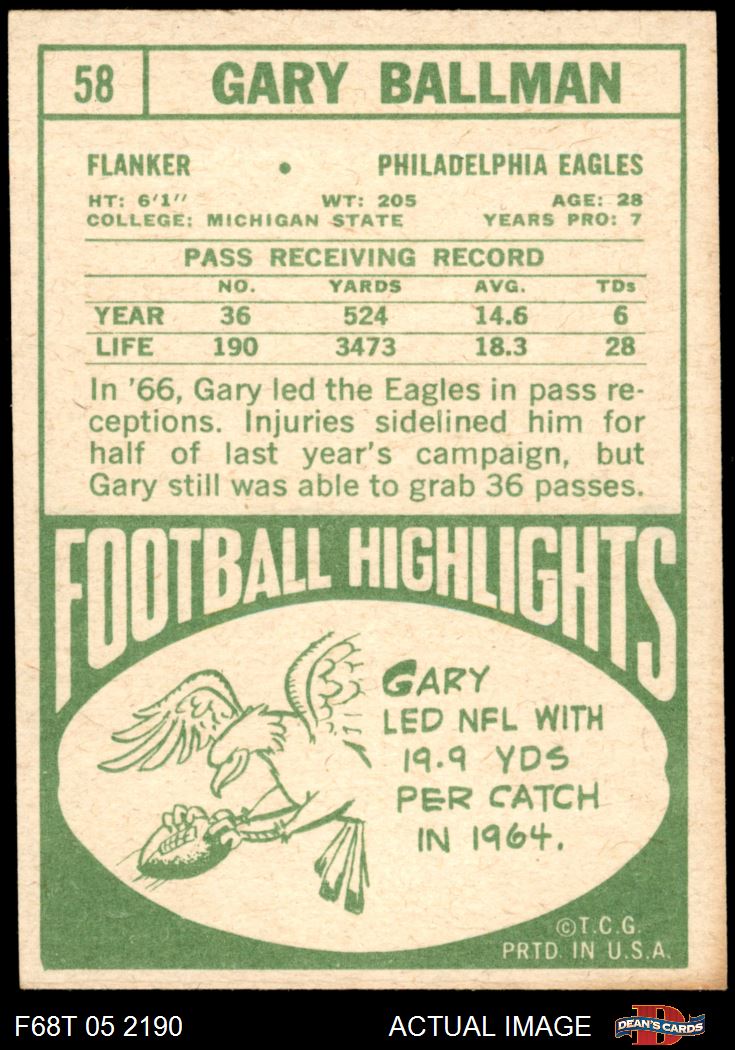 58 GARY BALLMAN
FLANKER • PHILADELPHIA EAGLES
HT: 6'1" WT: 205 AGE: 28
COLLEGE: MICHIGAN STATE YEARS PRO: 7
PASS RECEIVING RECORD
NO. YARDS AVG. TDs
YEAR 36 524 14.6 6
LIFE 190 3473 18.3 28
In '66, Gary led the Eagles in pass re-
ceptions. Injuries sidelined him for
half of last year's campaign, but
Gary still was able to grab 36 passes.
FOOTBALL HIGHLIGHTS
GARY
LED NFL WITH
19.9 YDS
PER CATCH
IN 1964.
©T.C.G.
PRTD. IN U.S.A.
F68T 05 2190 ACTUAL IMAGE DEAN'S CARDS